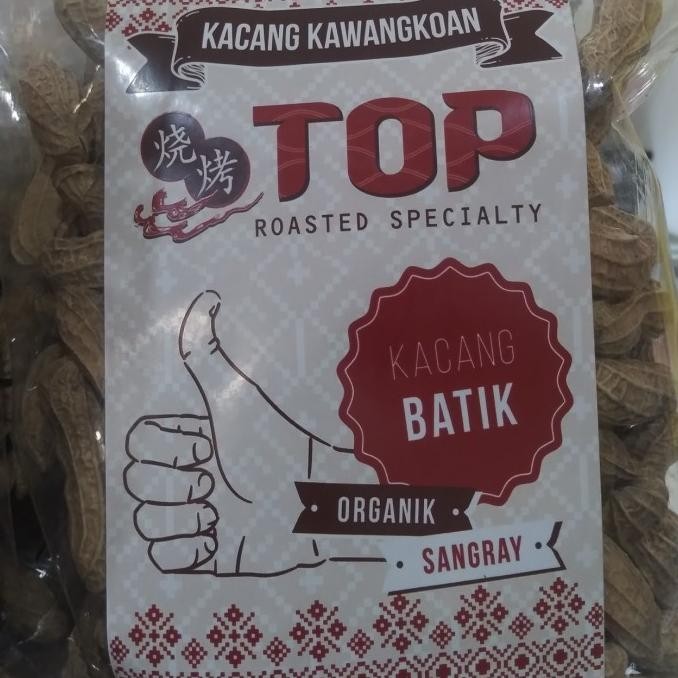 KACANG KAWANGKOAN
烧
烤
TOP
ROASTED SPECIALTY
KACANG
BATIK
ORGANIK
SANGRAY